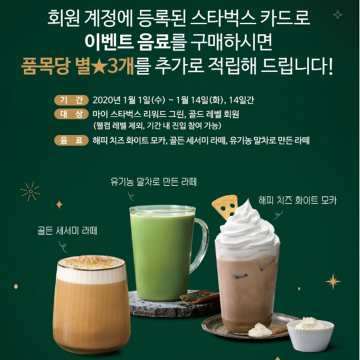 회원 계정에 등록된 스타벅스 카드로
이벤트 음료를 구매하시면
품목당 별★3개를 추가로 적립해 드립니다!
기 간 2020년 1월 1일(수) ~ 1월 14일(화), 14일간
대 상 마이 스타벅스 리워드 그린, 골드 레벨 회원
(웰컴 레벨 제외, 기간 내 진입 참여 가능)
음 료 해피 치즈 화이트 모카, 골든 세서미 라떼, 유기농 말차로 만든 라떼
유기농 말차로 만든 라떼
해피 치즈 화이트 모카
골든 세서미 라떼